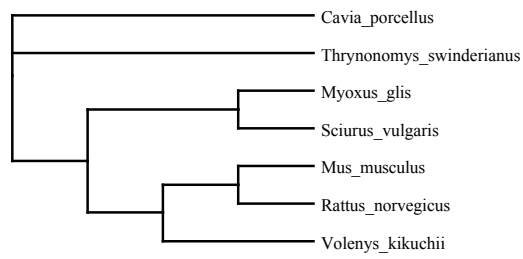 Cavia_porcellus
Thrynonomys_swinderianus
Myoxus_glis
Sciurus_vulgaris
Mus_musculus
Rattus_norvegicus
Volenys_kikuchii